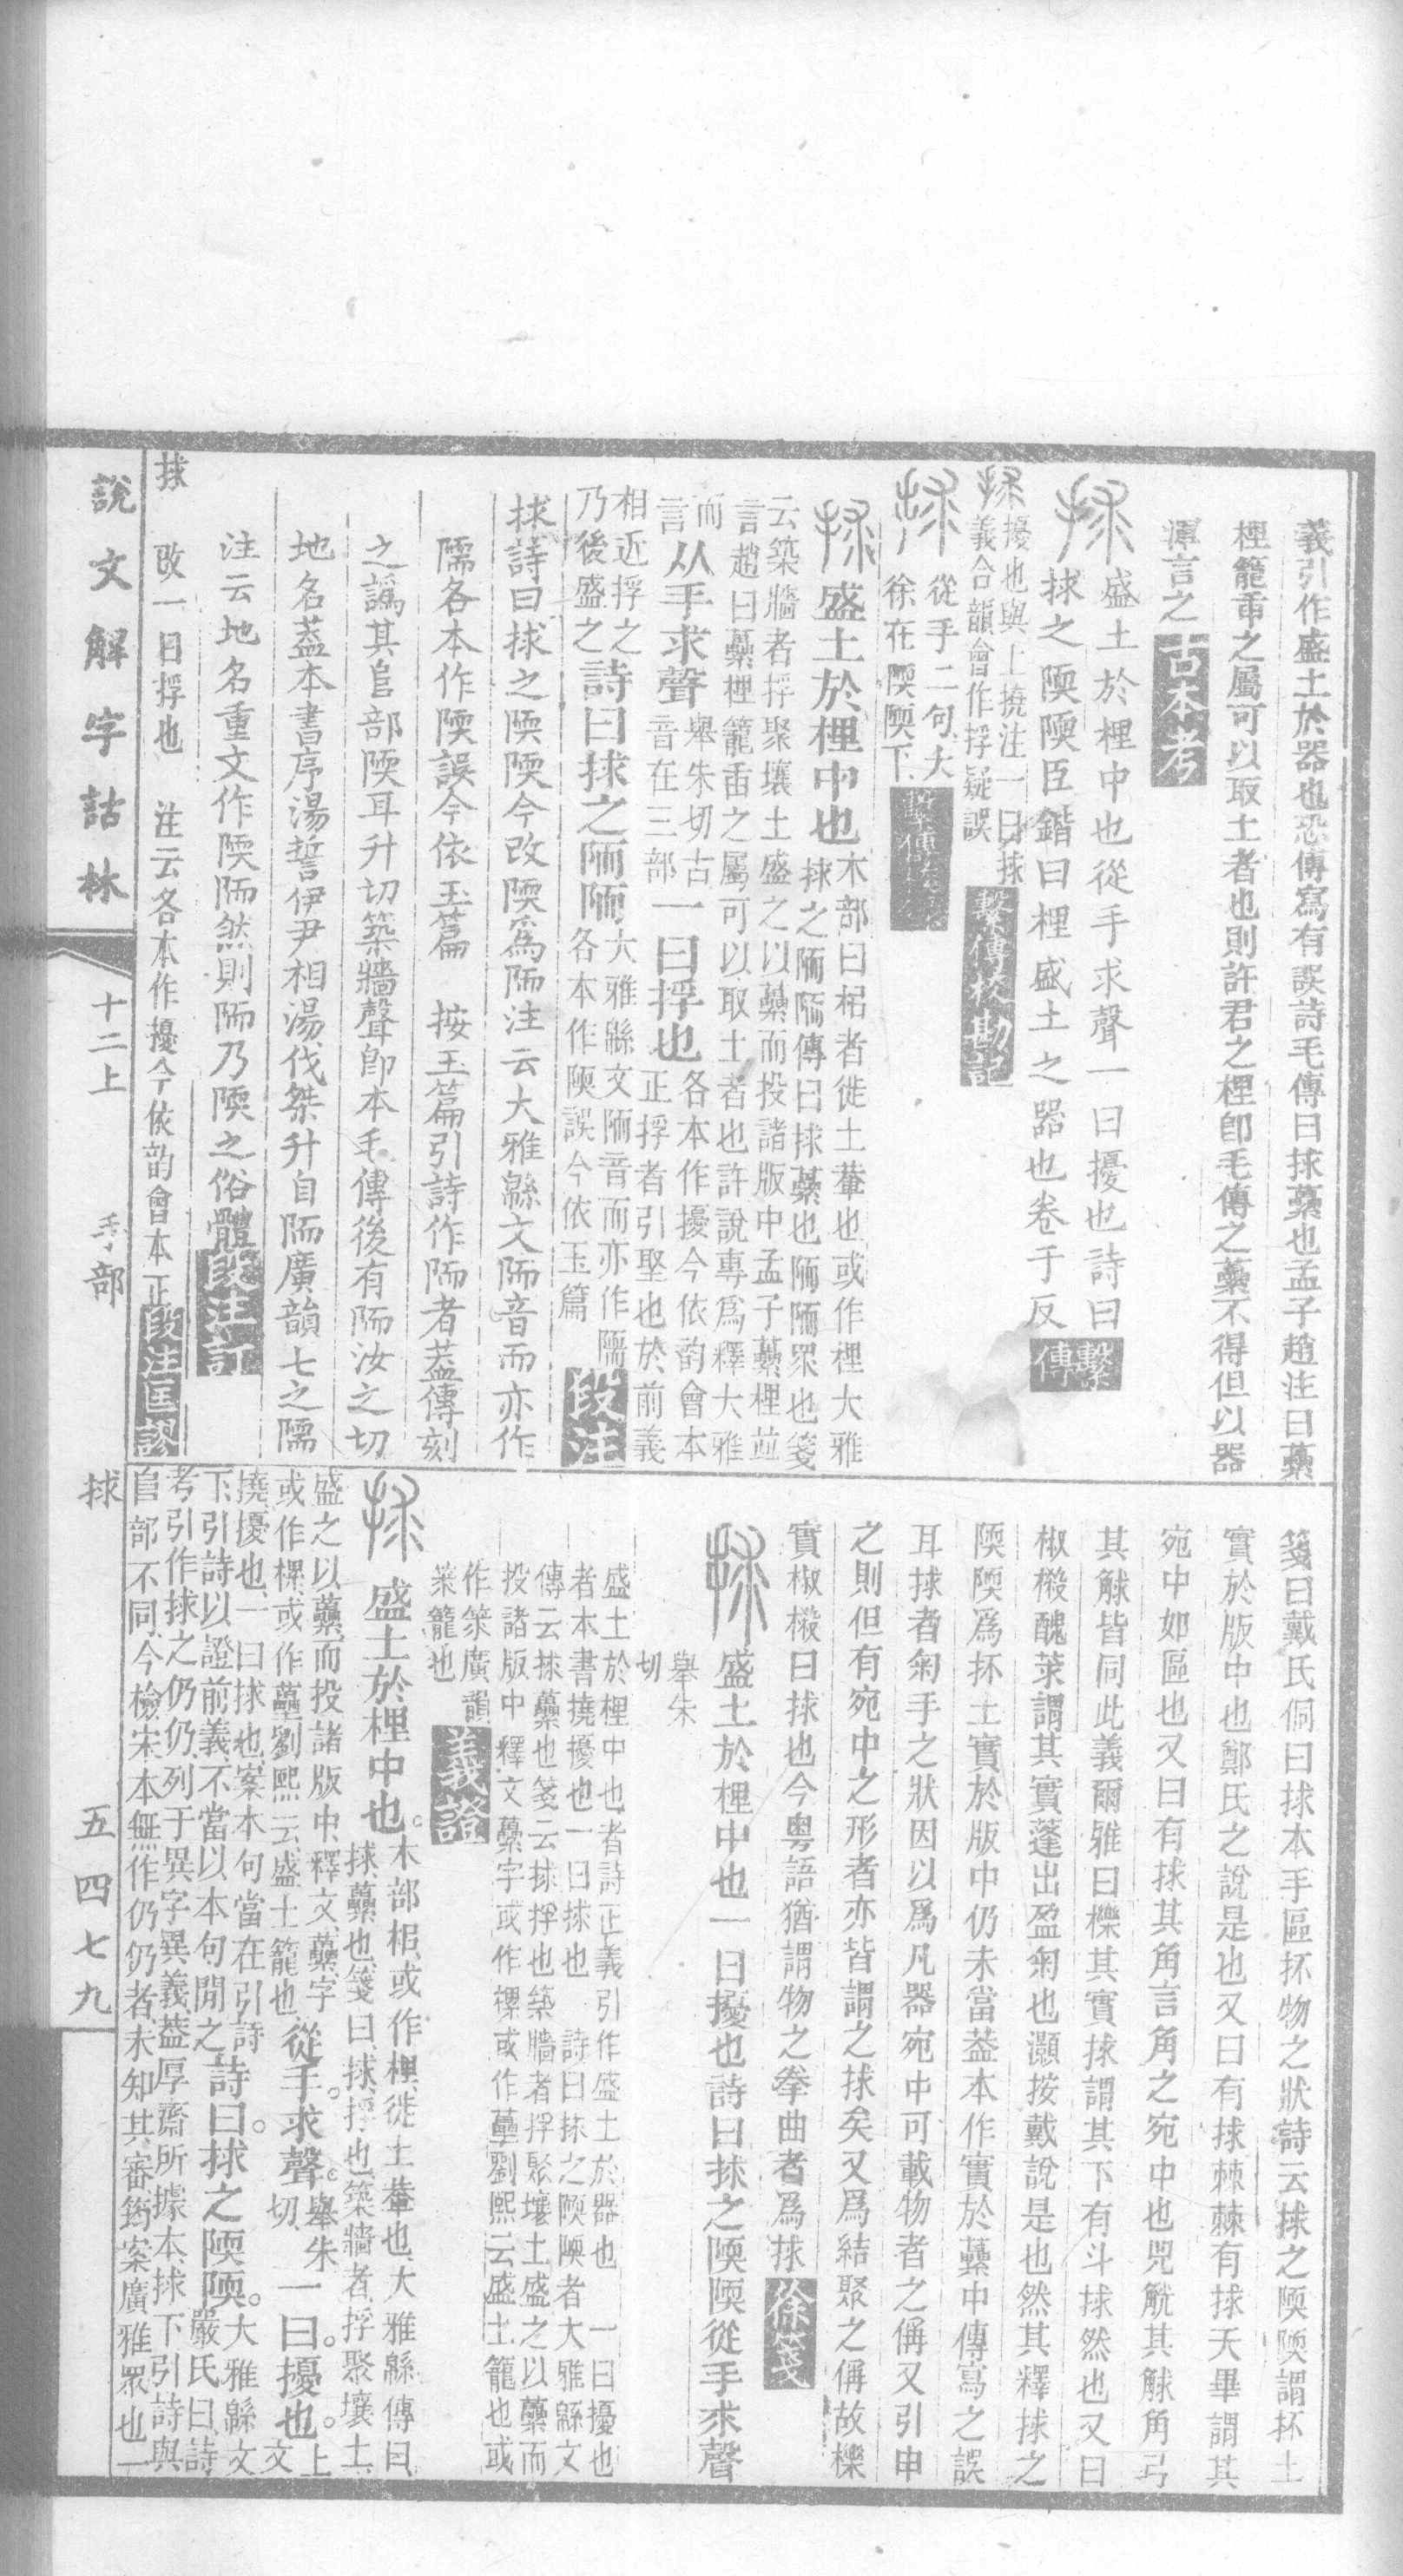 義引作盛土於器也恐傳寫有誤詩毛傳曰捄虆也孟子趙注曰虆
梩籠臿之屬可以取土者也則許君之梩卽毛傳之虆不得但以器
渾言之古本考
捄 盛土於梩中也從手求聲一曰擾也詩曰
捄之陾陾臣鍇曰梩盛土之器也卷于反 繫傳
捄 擾也與上撓注一曰捄
義合韻會作捊疑誤 繫傳校勘記
捄 從手二句大
徐在陾陾下
捄 盛土於梩中也
木部曰梠者徙土輂也或作梩大雅
捄之陑陑傳曰捄虆也陑陑眾也箋
云築牆者捊聚壤土盛之以虆而投諸版中孟子虆梩並
言趙曰虆梩籠臿之屬可以取土者也許說專爲釋大雅
而
言 从手求聲
舉朱切古
音在三部 一曰捊也
各本作擾今依韵會本
正捊者引聖也於前義
相近捊之
乃後盛之 詩曰捄之陑陑
大雅緜文陑音而亦作隭
各本作陾誤今依玉篇 段注
捄詩曰捄之陾陾今改陾爲陑注云大雅緜文陑音而亦作
隭各本作陾誤今依玉篇 按玉篇引詩作陑者葢傳刻
之譌其𨸏部陾耳升切築牆聲卽本毛傳後有陑汝之切
地名葢本書序湯誓伊尹相湯伐桀升自陑廣韻七之隭
注云地名重文作陾陑然則陑乃陾之俗體段注訂
捄 改一曰捊也 注云各本作擾今依韵會本正段注匡謬
箋曰戴氏侗曰捄本手區抔物之狀詩云捄之陾陾謂抔土
實於版中也鄭氏之說是也又曰有捄棘棘有捄天畢謂其
宛中如區也又曰有捄其角言角之宛中也兕觥其觩角弓
其觩皆同此義爾雅曰櫟其實捄謂其下有斗捄然也又曰
椒樧醜莍謂其實蓬出盈匊也灝按戴說是也然其釋捄之
陾陾爲抔土實於版中仍未當葢本作實於虆中傳寫之誤
耳捄者匊手之狀因以爲凡器宛中可載物者之偁又引申
之則但有宛中之形者亦皆謂之捄矣又爲結聚之偁故櫟
實椒樧曰捄也今粤語猶謂物之拳曲者爲捄徐箋
捄 盛土於梩中也一曰擾也詩曰捄之陾陾從手求聲
舉朱
切
盛土於梩中也者詩正義引作盛土於器也 一曰擾也
者本書撓擾也一曰捄也 詩曰捄之陾陾者大雅緜文
傳云捄虆也箋云捄捊也築牆者捊聚壤土盛之以虆而
投諸版中釋文虆字或作樏或作蘽劉熙云盛土籠也或
作𥳑廣韻
𥳑籠也 義證
捄 盛土於梩中也。
木部梠或作梩徙土輂也大雅緜傳曰
捄虆也箋曰捄捊也築牆者捊聚壤土
盛之以虆而投諸版中釋文虆字
或作樏或作蘽劉熙云盛土籠也 從手。求聲。
舉朱
切 一曰。擾也。
上
文
撓擾也一曰捄也案木句當在引詩
下引詩以證前義不當以本句閒之 詩曰。捄之陾陾。
大雅緜文
嚴氏曰詩
考引作捄之仍仍列于異字異義葢厚齋所據本捄下引詩與
𨸏部不同今檢宋本無作仍仍者未知其審筠案廣雅眾也一
說文解字詁林
十二上 手部 捄
五四七九